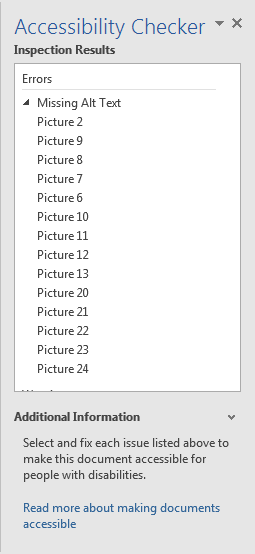 Accessibility Checker
Inspection Results
Errors
Missing Alt Text
Picture 2
Picture 9
Picture 8
Picture 7
Picture 6
Picture 10
Picture 11
Picture 12
Picture 13
Picture 20
Picture 21
Picture 22
Picture 23
Picture 24
Additional Information
Select and fix each issue listed above to
make this document accessible for
people with disabilities.
Read more about making documents
accessible